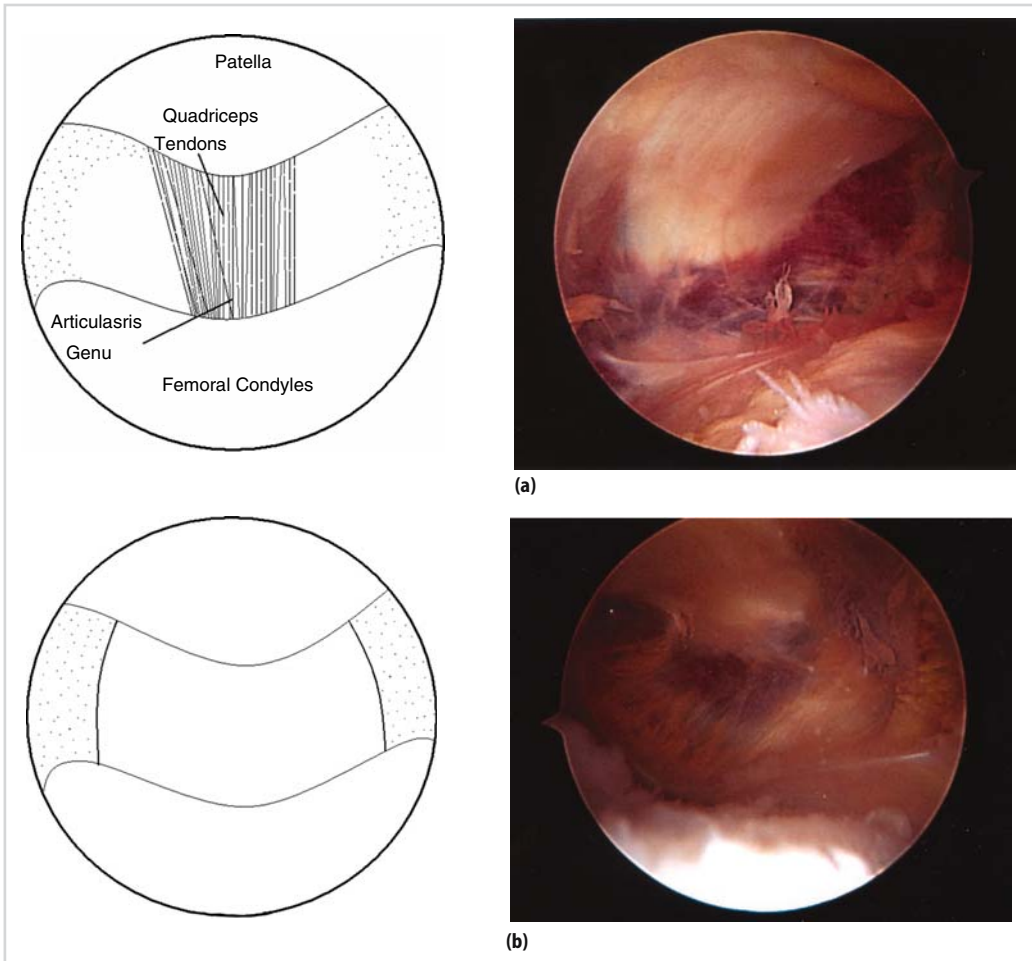 Patella
Quadriceps
Tendons
Articulasris
Genu
Femoral Condyles
(a)
(b)